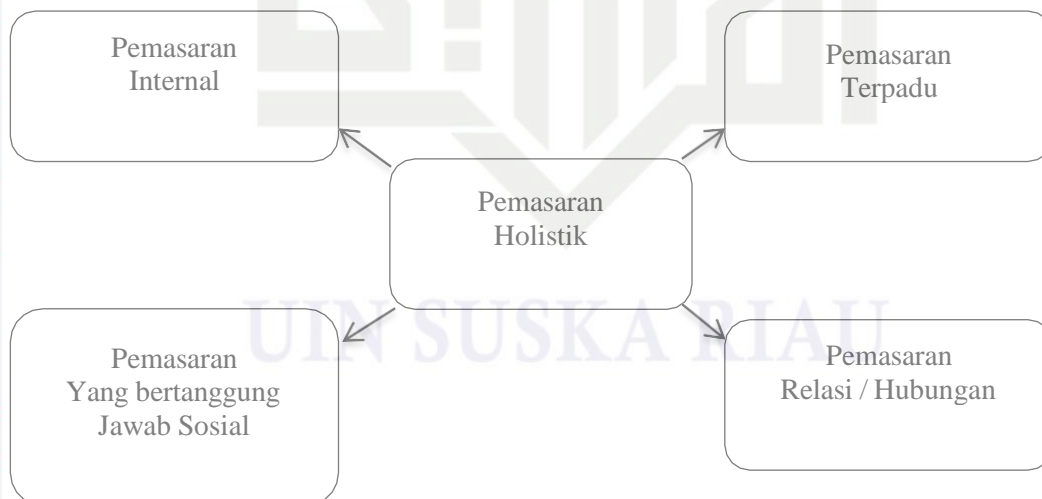 Pemasaran
Internal
Pemasaran
Terpadu
Pemasaran
Holistik
UIN SUSKA RIAU
Pemasaran
Yang bertanggung
Jawab Sosial
Pemasaran
Relasi / Hubungan